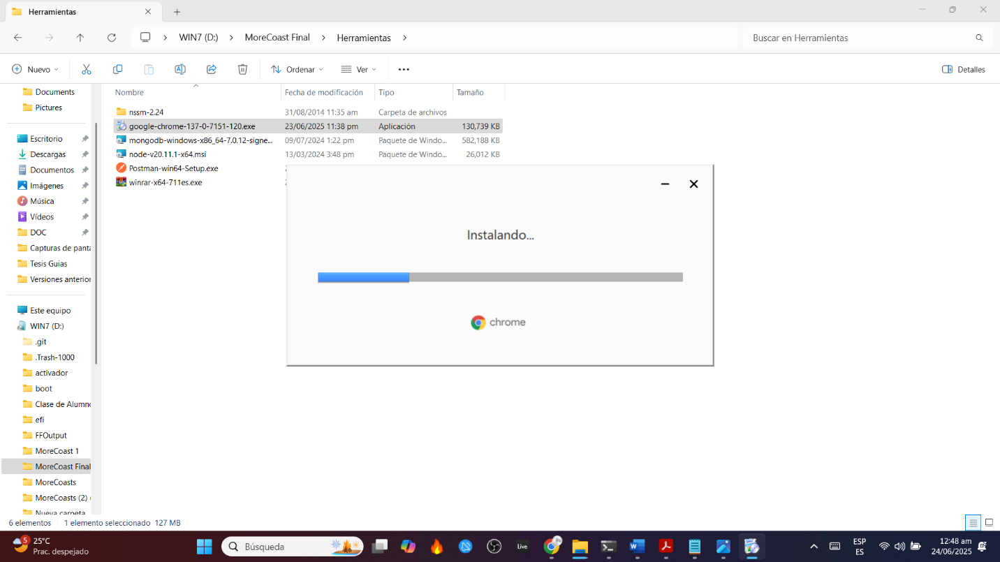 Herramientas
WIN7 (D:) MoreCoast Final Herramientas
Buscar en Herramientas
Nuevo
Ordenar
Ver
Detalles
Documents
Pictures
Escritorio
Descargas
Documentos
Imágenes
Música
Vídeos
DOC
Capturas de panta
Tesis Guias
Versiones anterior
Este equipo
WIN7 (D:)
.git
.Trash-1000
activador
boot
Clase de Alumno
efi
FFOutput
MoreCoast 1
MoreCoast Final
MoreCoasts
MoreCoasts (2)
Nueva carpeta
Nombre Fecha de modificación Tipo Tamaño
nssm-2.24 31/08/2014 11:35 am Carpeta de archivos
google-chrome-137-0-7151-120.exe 23/06/2025 11:38 pm Aplicación 130,739 KB
mongodb-windows-x86_64-7.0.12-signe... 09/07/2024 1:22 pm Paquete de Windo... 582,188 KB
node-v20.11.1-x64.msi 13/03/2024 3:48 pm Paquete de Windo... 26,012 KB
Postman-win64-Setup.exe
winrar-x64-711es.exe
Instalando...
chrome
6 elementos 1 elemento seleccionado 127 MB
5
25°C
Prac. despejado
Búsqueda
Live
ESP
ES
12:48 am
24/06/2025